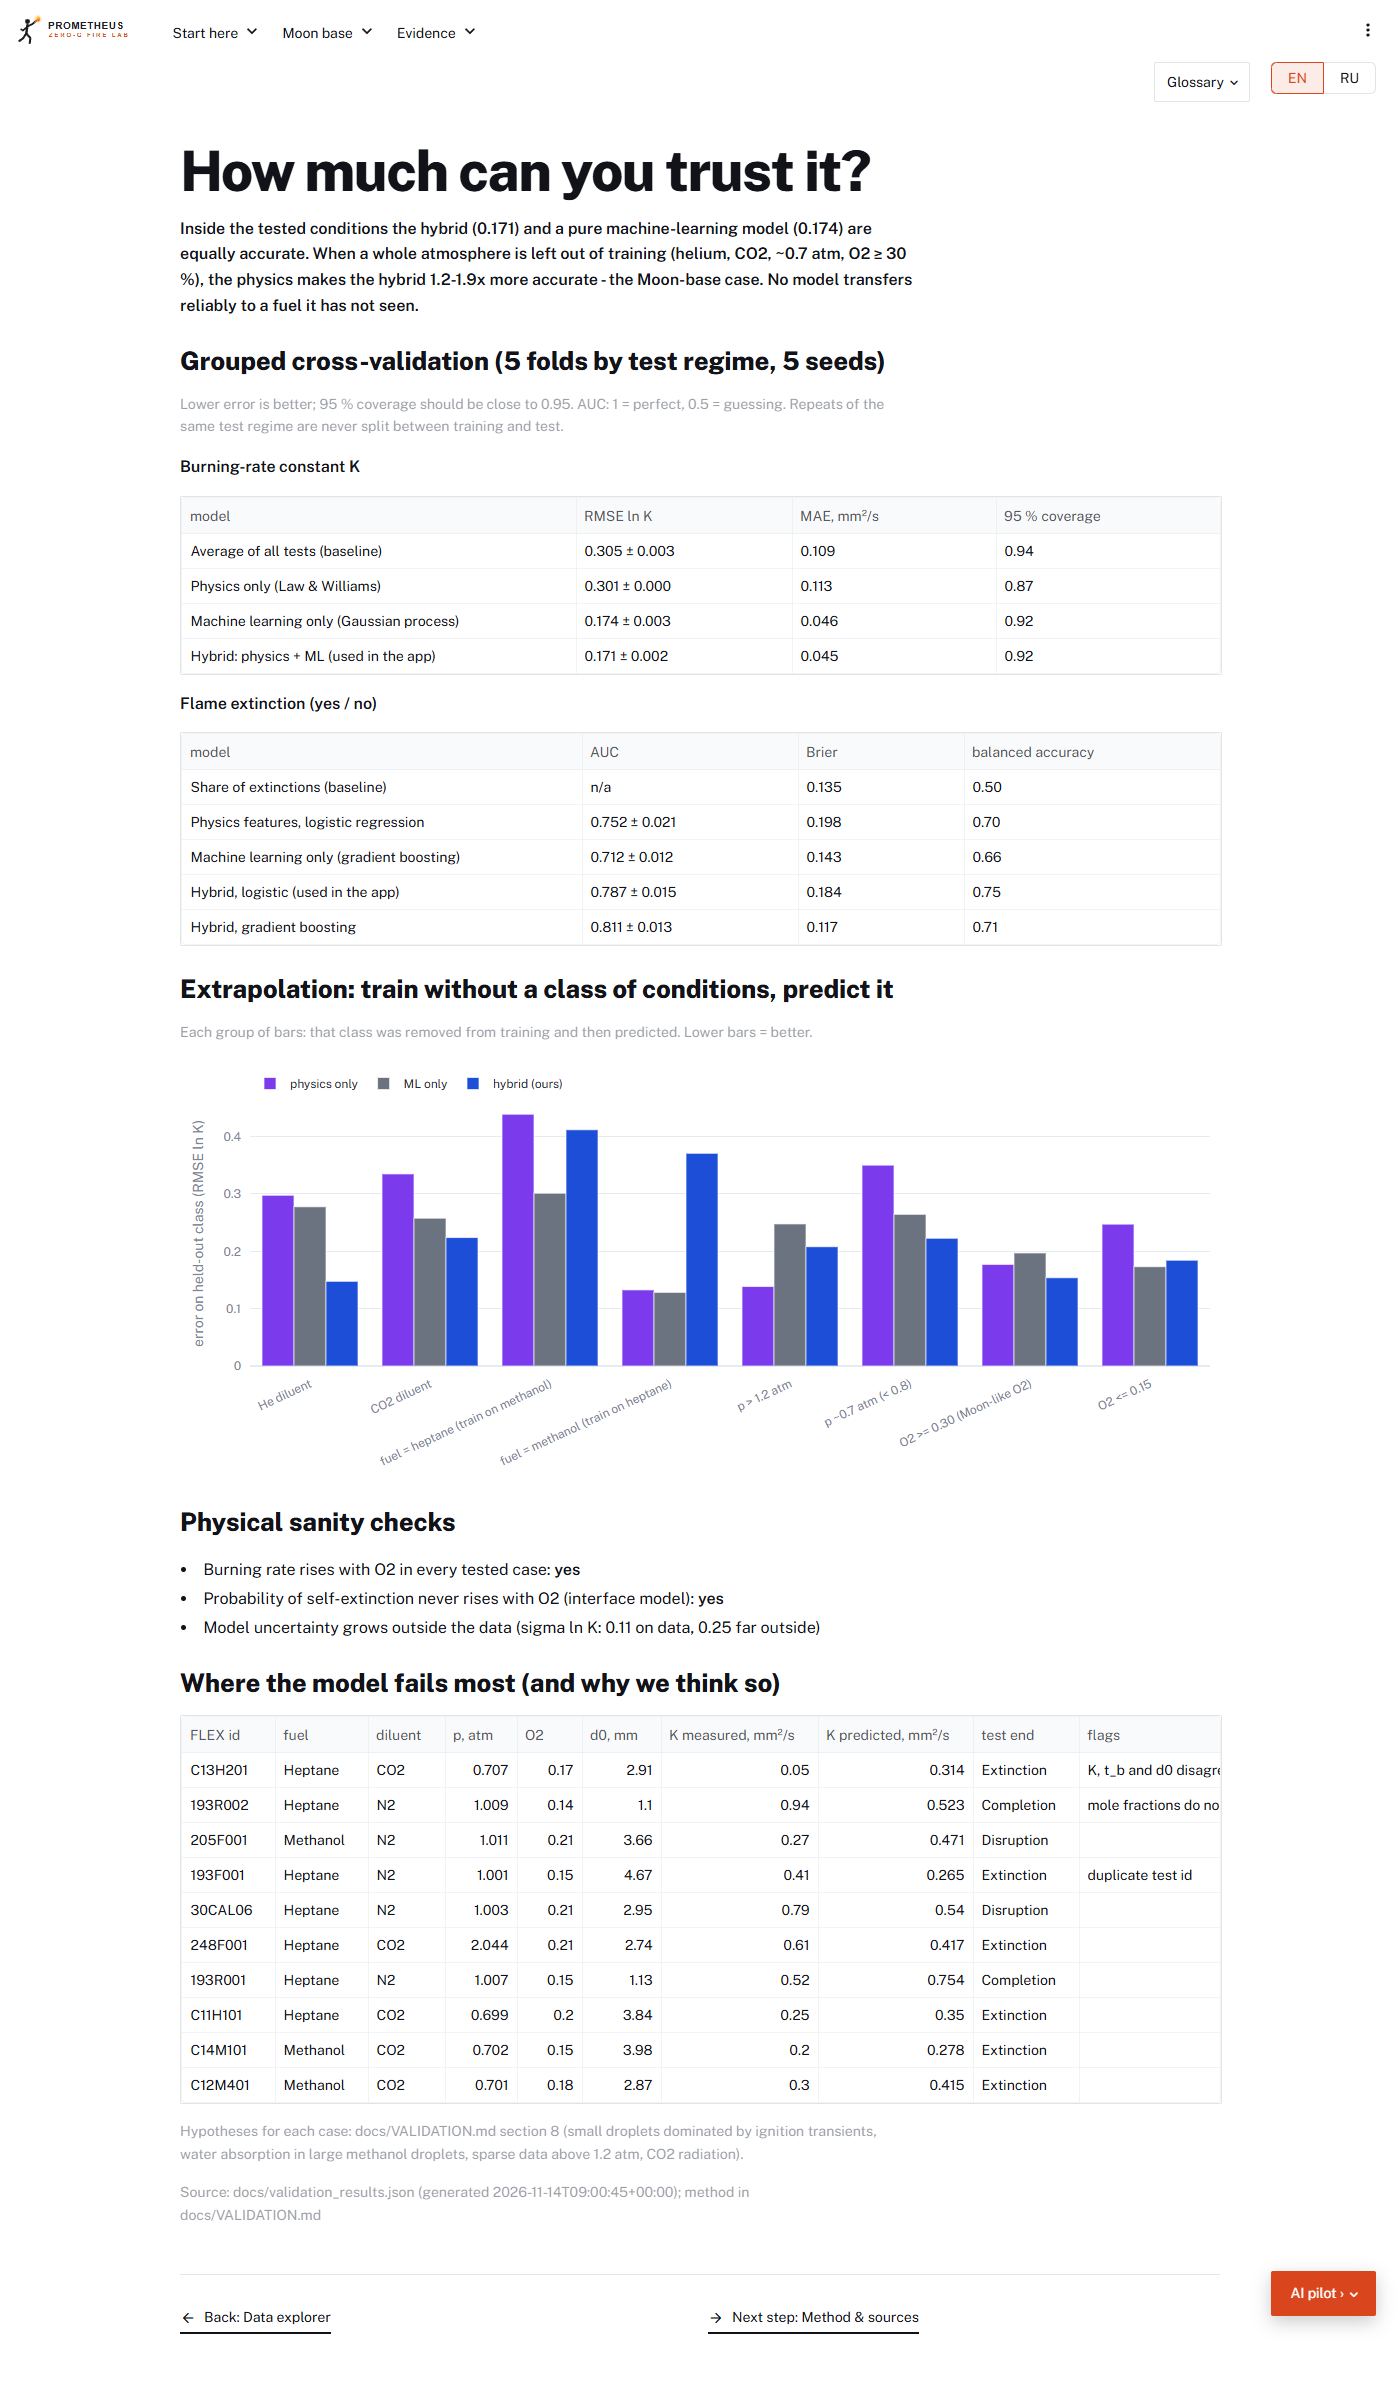 PROMETHEUS
ZERO-G FIRE LAB
Start here
Moon base
Evidence
Glossary
EN
RU
How much can you trust it?
Inside the tested conditions the hybrid (0.171) and a pure machine-learning model (0.174) are
equally accurate. When a whole atmosphere is left out of training (helium, CO2, ~0.7 atm, O2 ≥ 30
%), the physics makes the hybrid 1.2-1.9x more accurate - the Moon-base case. No model transfers
reliably to a fuel it has not seen.
Grouped cross-validation (5 folds by test regime, 5 seeds)
Lower error is better; 95 % coverage should be close to 0.95. AUC: 1 = perfect, 0.5 = guessing. Repeats of the
same test regime are never split between training and test.
Burning-rate constant K
model RMSE ln K MAE, mm²/s 95 % coverage
Average of all tests (baseline) 0.305 ± 0.003 0.109 0.94
Physics only (Law & Williams) 0.301 ± 0.000 0.113 0.87
Machine learning only (Gaussian process) 0.174 ± 0.003 0.046 0.92
Hybrid: physics + ML (used in the app) 0.171 ± 0.002 0.045 0.92
Flame extinction (yes / no)
model AUC Brier balanced accuracy
Share of extinctions (baseline) n/a 0.135 0.50
Physics features, logistic regression 0.752 ± 0.021 0.198 0.70
Machine learning only (gradient boosting) 0.712 ± 0.012 0.143 0.66
Hybrid, logistic (used in the app) 0.787 ± 0.015 0.184 0.75
Hybrid, gradient boosting 0.811 ± 0.013 0.117 0.71
Extrapolation: train without a class of conditions, predict it
Each group of bars: that class was removed from training and then predicted. Lower bars = better.
physics only ML only hybrid (ours)
error on held-out class (RMSE ln K)
0.4
0.3
0.2
0.1
0
He diluent
CO2 diluent
fuel = heptane (train on methanol)
fuel = methanol (train on heptane)
p > 1.2 atm
p ~0.7 atm (< 0.8)
O2 >= 0.30 (Moon-like O2)
O2 <= 0.15
Physical sanity checks
• Burning rate rises with O2 in every tested case: yes
• Probability of self-extinction never rises with O2 (interface model): yes
• Model uncertainty grows outside the data (sigma ln K: 0.11 on data, 0.25 far outside)
Where the model fails most (and why we think so)
FLEX id fuel diluent p, atm O2 d0, mm K measured, mm²/s K predicted, mm²/s test end flags
C13H201 Heptane CO2 0.707 0.17 2.91 0.05 0.314 Extinction K, t_b and d0 disagre
193R002 Heptane N2 1.009 0.14 1.1 0.94 0.523 Completion mole fractions do no
205F001 Methanol N2 1.011 0.21 3.66 0.27 0.471 Disruption
193F001 Heptane N2 1.001 0.15 4.67 0.41 0.265 Extinction duplicate test id
30CAL06 Heptane N2 1.003 0.21 2.95 0.79 0.54 Disruption
248F001 Heptane CO2 2.044 0.21 2.74 0.61 0.417 Extinction
193R001 Heptane N2 1.007 0.15 1.13 0.52 0.754 Completion
C11H101 Heptane CO2 0.699 0.2 3.84 0.25 0.35 Extinction
C14M101 Methanol CO2 0.702 0.15 3.98 0.2 0.278 Extinction
C12M401 Methanol CO2 0.701 0.18 2.87 0.3 0.415 Extinction
Hypotheses for each case: docs/VALIDATION.md section 8 (small droplets dominated by ignition transients,
water absorption in large methanol droplets, sparse data above 1.2 atm, CO2 radiation).
Source: docs/validation_results.json (generated 2026-11-14T09:00:45+00:00); method in
docs/VALIDATION.md
AI pilot ›
← Back: Data explorer
→ Next step: Method & sources